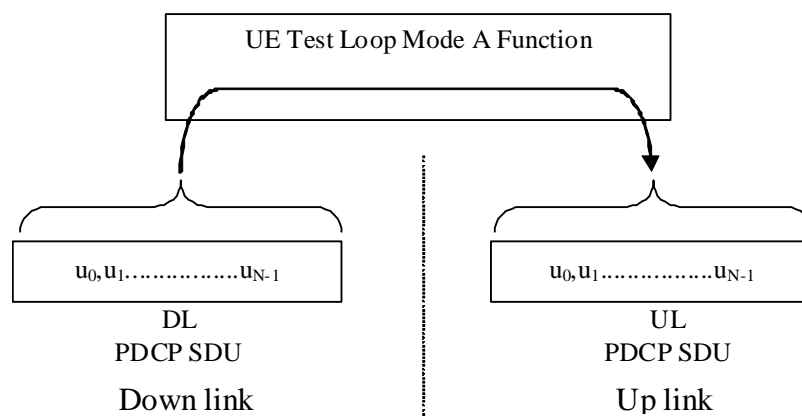 UE Test Loop Mode A Function
u0,u1.................uN-1
DL
PDCP SDU
Down link
u0,u1.................uN-1
UL
PDCP SDU
Up link